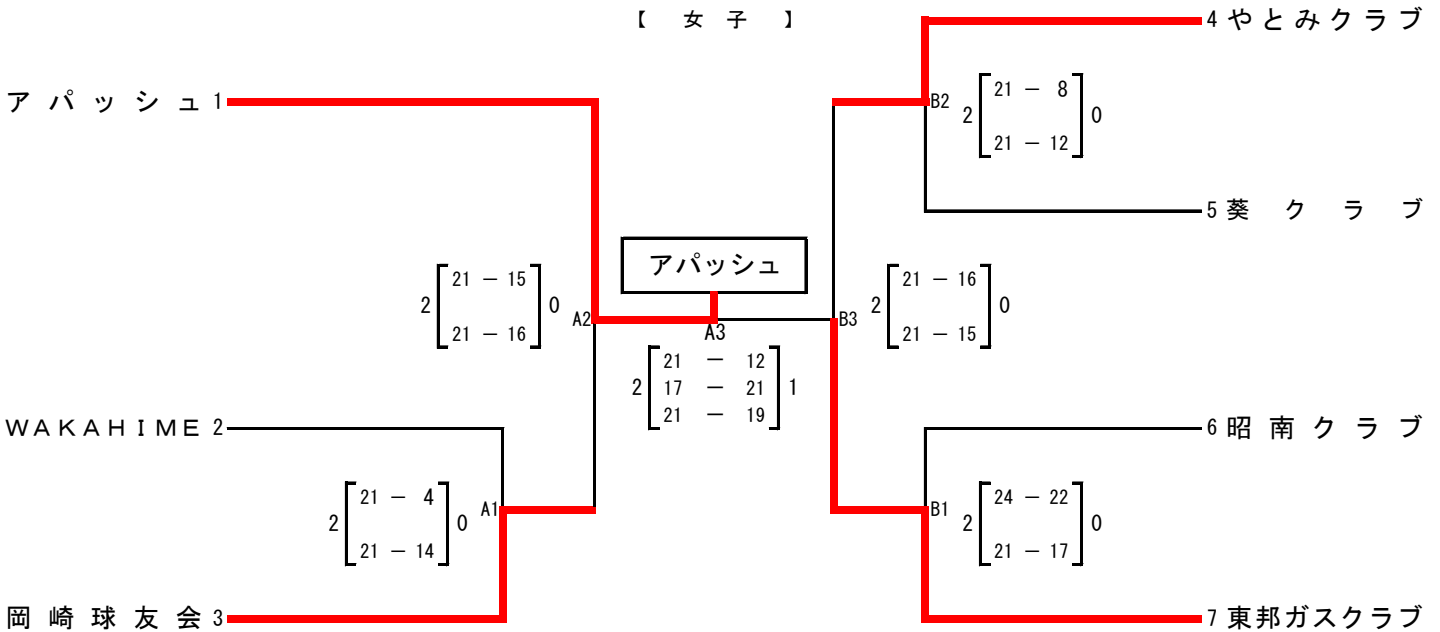 【 女 子 】
4 やとみクラブ
アパッシュ 1
B2
2 21 － 8 0
21 － 12
5 葵クラブ
アパッシュ
2 21 － 15 0
21 － 16
A2
A3
B3
2 21 － 16 0
21 － 15
2 21 － 12 1
17 － 21
21 － 19
WAKAHIME 2
6 昭南クラブ
2 21 － 4 0
21 － 14
A1
B1
2 24 － 22 0
21 － 17
岡崎球友会 3
7 東邦ガスクラブ